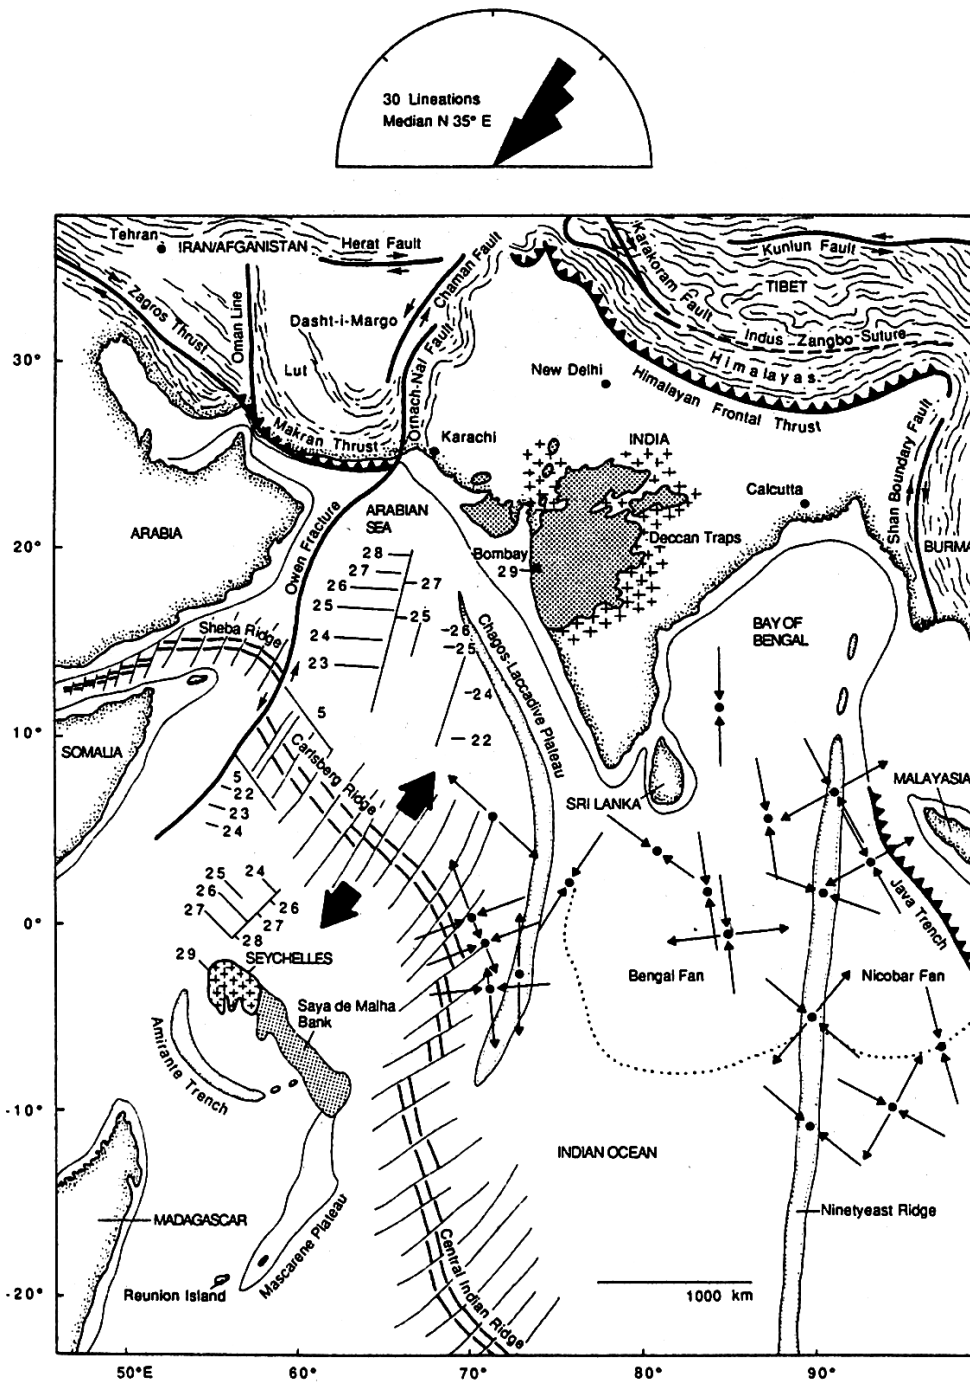 30 Lineations
Median N 35° E
Tehran
IRAN/AFGANISTAN
Herat Fault
Chaman Fault
Karakoram Fault
Kunlun Fault
TIBET
Zagros Thrust
Oman Line
Dasht-i-Margo
Lut
Ornach-Nal Fault
Indus Zangbo Suture
Himalayas
30°
New Delhi
Himalayan Frontal Thrust
Makran Thrust
Karachi
INDIA
Shan Boundary Fault
Calcutta
ARABIA
Owen Fracture
ARABIAN
SEA
Deccan Traps
BURMA
20°
Bombay
29
28
27
27
26
25
25
26
25
24
23
24
22
BAY OF
BENGAL
Sheba Ridge
Chagos-Laccadive Plateau
5
10°
SOMALIA
Carlsberg Ridge
5
22
23
24
SRI LANKA
MALAYASIA
Java Trench
25
24
26
26
27
27
28
0°
29
SEYCHELLES
Saya de Malha
Bank
Bengal Fan
Nicobar Fan
Amirante Trench
-10°
INDIAN OCEAN
MADAGASCAR
Mascarene Plateau
Ninetyeast Ridge
Central Indian Ridge
Reunion Island
1000 km
-20°
50°E
60°
70°
80°
90°